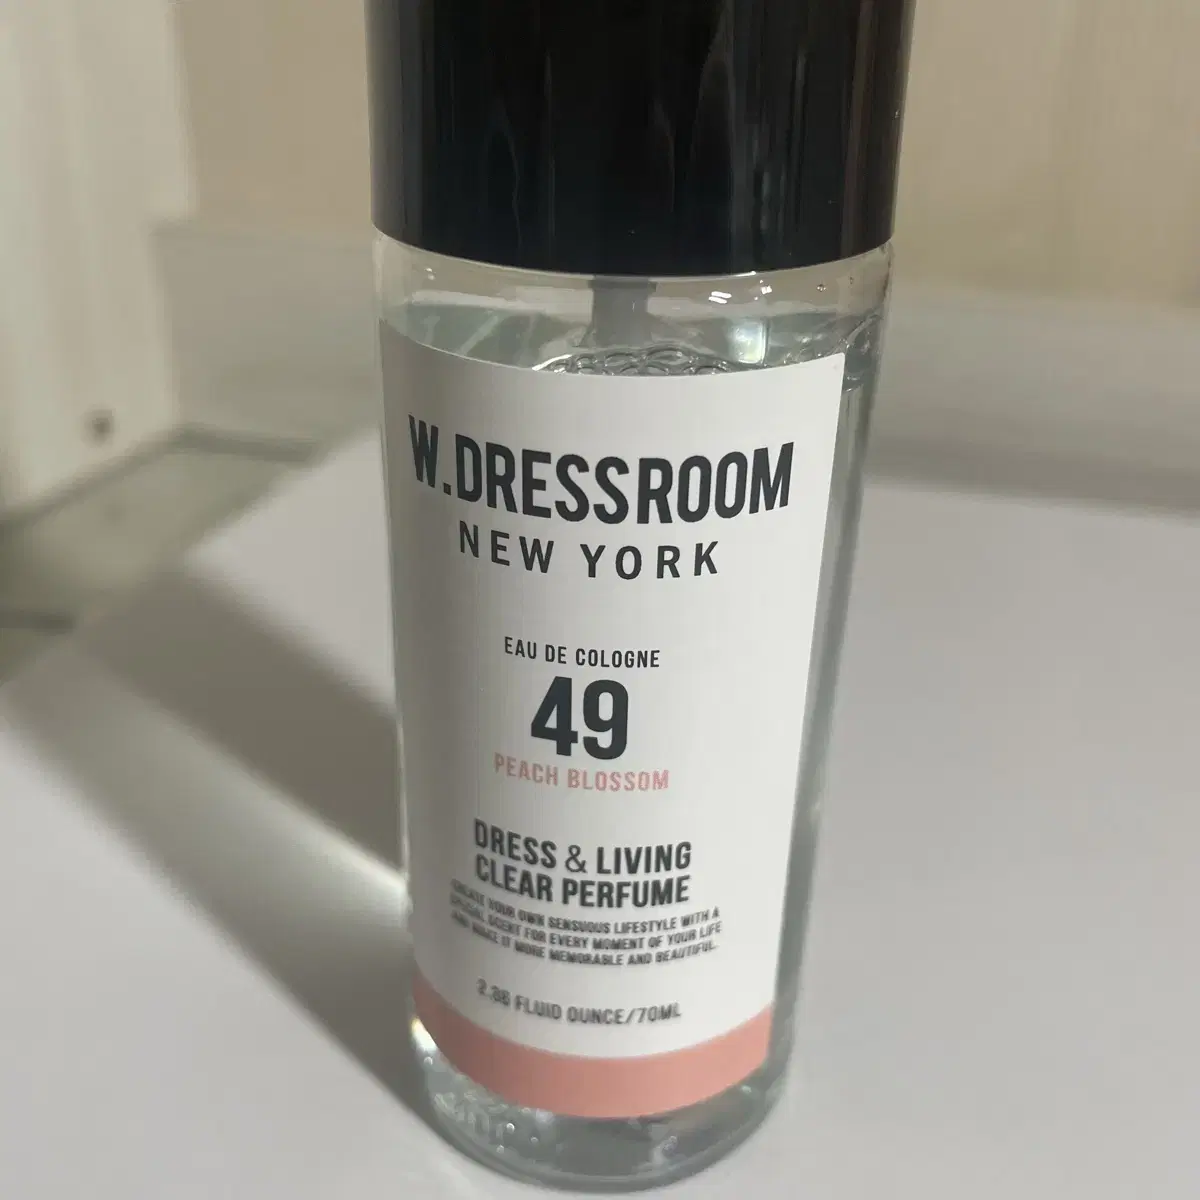 W.DRESSROOM
NEW YORK
EAU DE COLOGNE
49
PEACH BLOSSOM
DRESS & LIVING
CLEAR PERFUME
CREATE YOUR OWN SENSUOUS LIFESTYLE WITH A
SPECIAL SCENT FOR EVERY MOMENT OF YOUR LIFE
AND MAKE IT MORE MEMORABLE AND BEAUTIFUL.
2.36 FLUID OUNCE/70ML